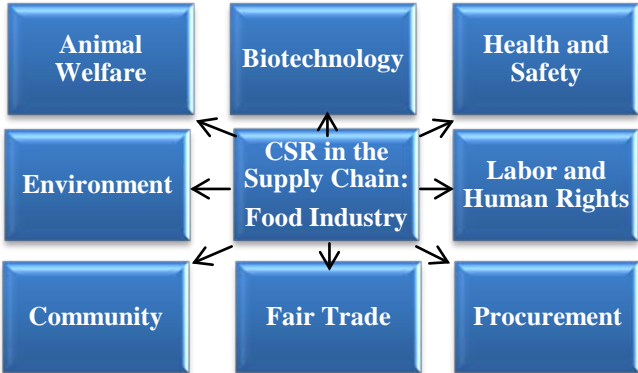 Animal
Welfare
Biotechnology
Health and
Safety
Environment
CSR in the
Supply Chain:
Food Industry
Labor and
Human Rights
Community
Fair Trade
Procurement